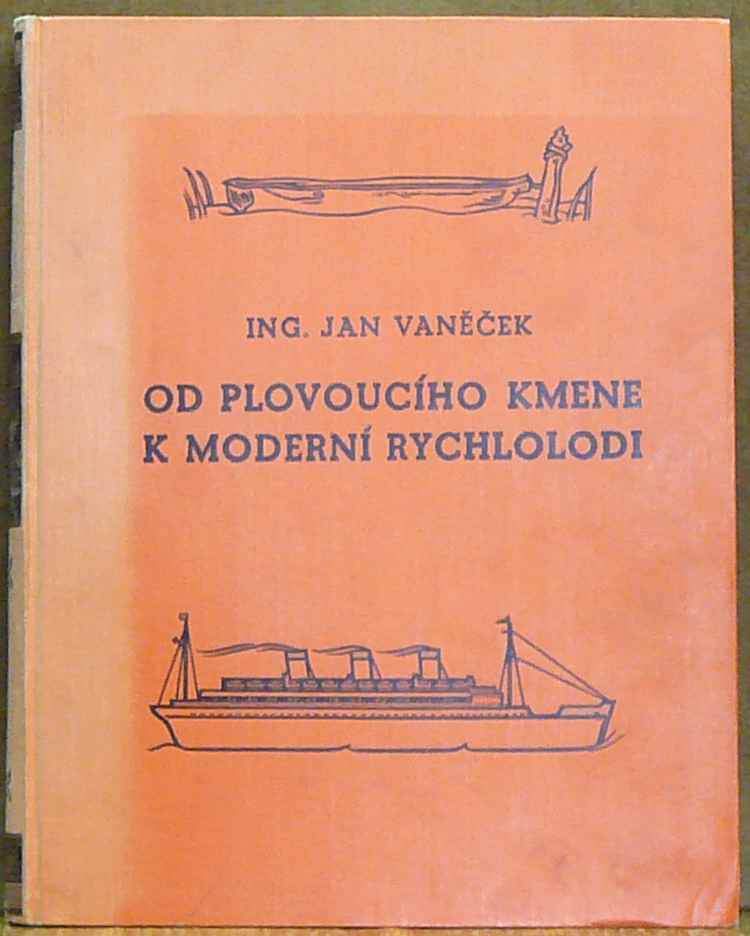 ING. JAN VANĚČEK
OD PLOVOUCÍHO KMENE
K MODERNÍ RYCHLOLODI